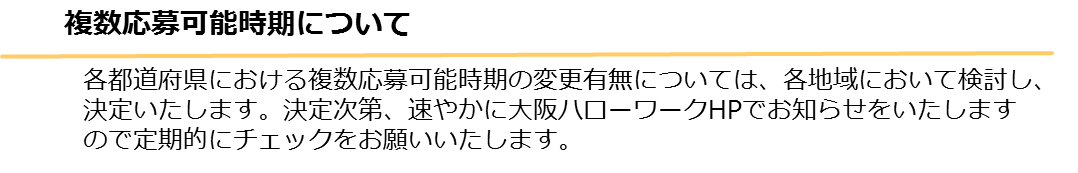 複数応募可能時期について
各都道府県における複数応募可能時期の変更有無については、各地域において検討し、
決定いたします。決定次第、速やかに大阪ハローワークHPでお知らせをいたします
ので定期的にチェックをお願いいたします。